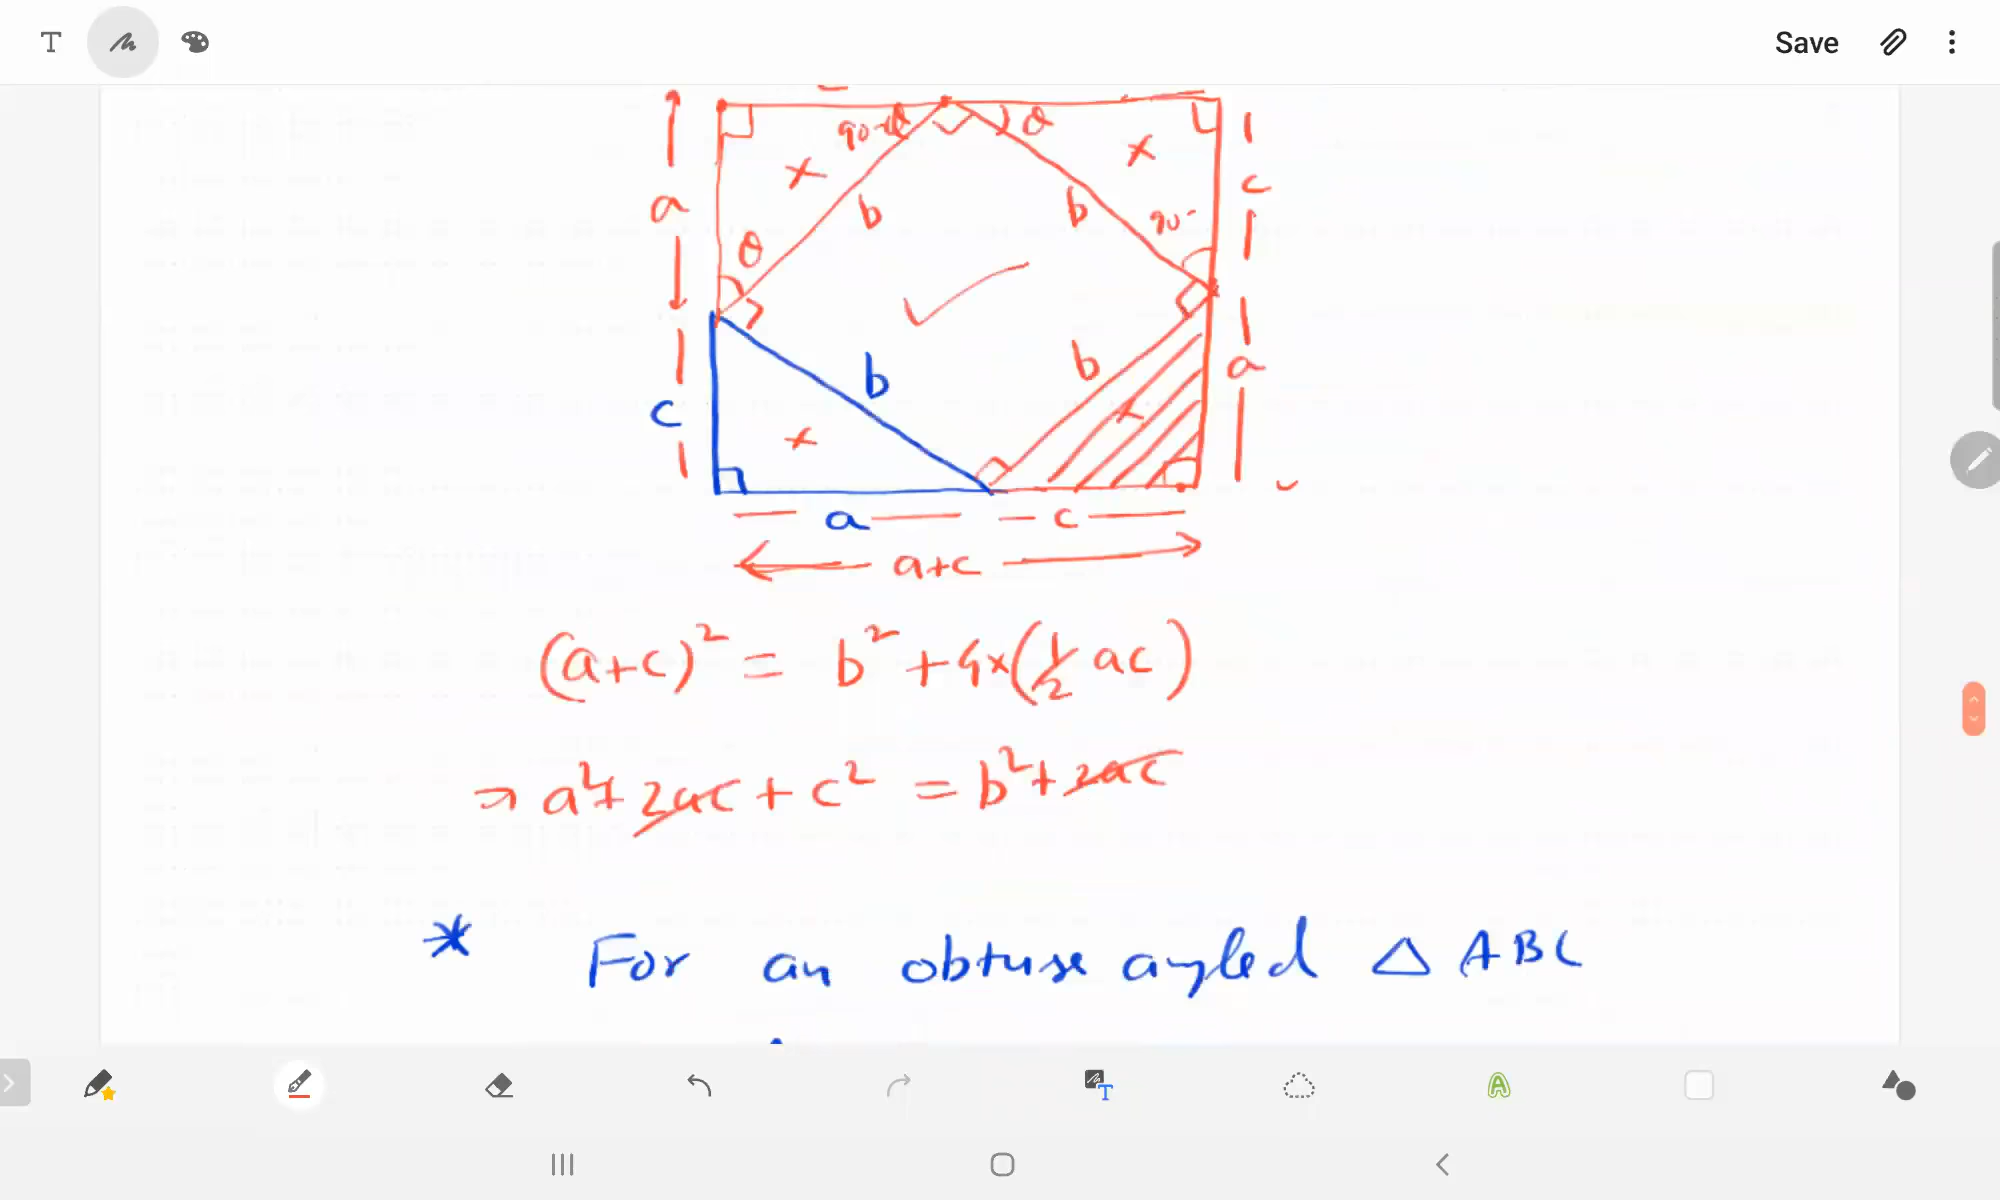 T Save
90-θ θ
a b b 90° c
θ
c b b a
a c
a+c
(a+c)² = b² + 4×(1/2 ac)
→ a² + 2ac + c² = b² + 2ac
* For an obtuse angled △ ABC